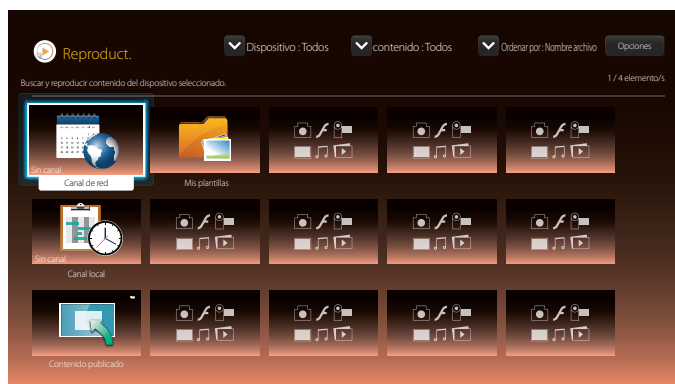 Reproduct.
Dispositivo : Todos
contenido : Todos
Ordenar por : Nombre archivo
Opciones
Buscar y reproducir contenido del dispositivo seleccionado.
1 / 4 elemento/s
Sin canal
Canal de red
Mis plantillas
Sin canal
Canal local
Contenido publicado